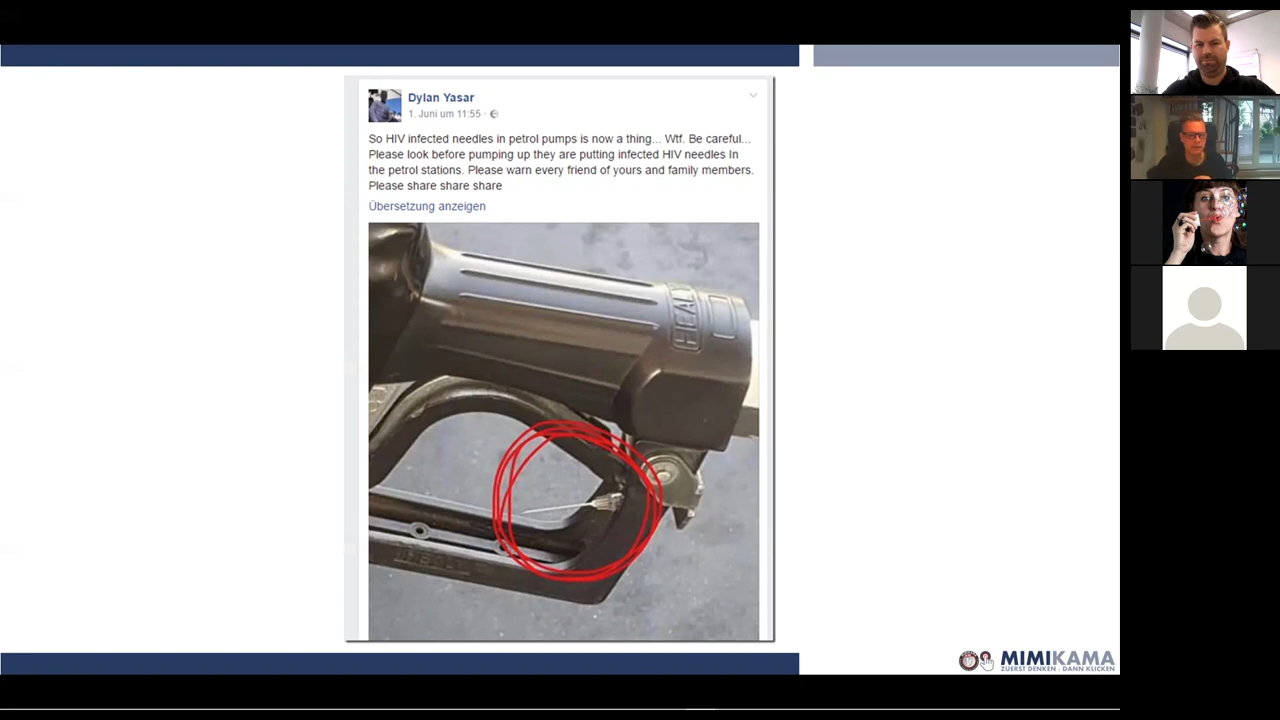 Dylan Yasar
1. Juni um 11:55 ·
So HIV infected needles in petrol pumps is now a thing... Wtf. Be careful...
Please look before pumping up they are putting infected HIV needles In
the petrol stations. Please warn every friend of yours and family members.
Please share share share
Übersetzung anzeigen
MIMIKAMA
ZUERST DENKEN - DANN KLICKEN